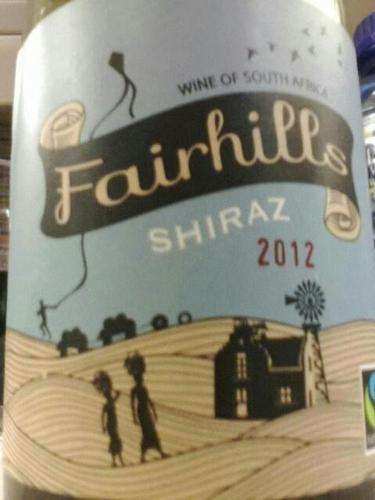 WINE OF SOUTH AFRICA
Fairhills
SHIRAZ
2012